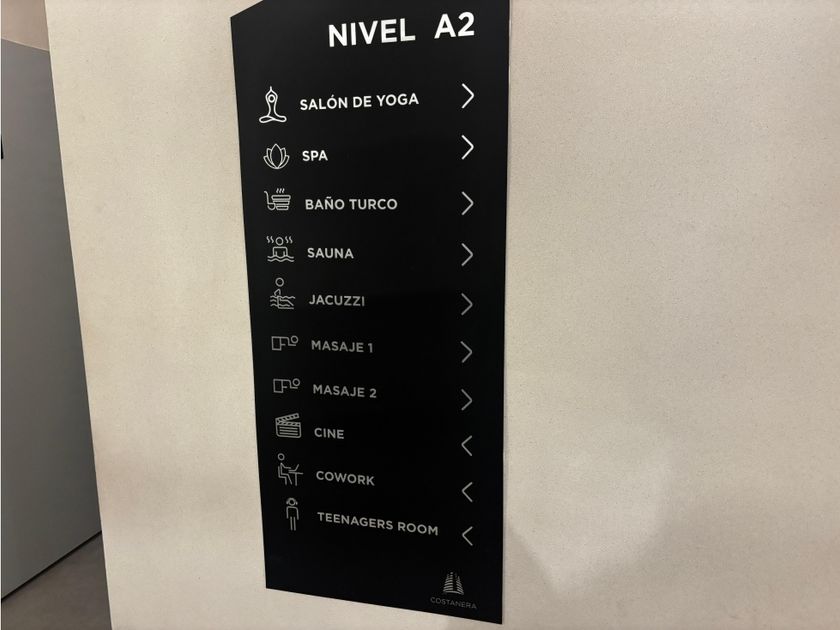 NIVEL A2
SALÓN DE YOGA
SPA
BAÑO TURCO
SAUNA
JACUZZI
MASAJE 1
MASAJE 2
CINE
COWORK
TEENAGERS ROOM
COSTANERA